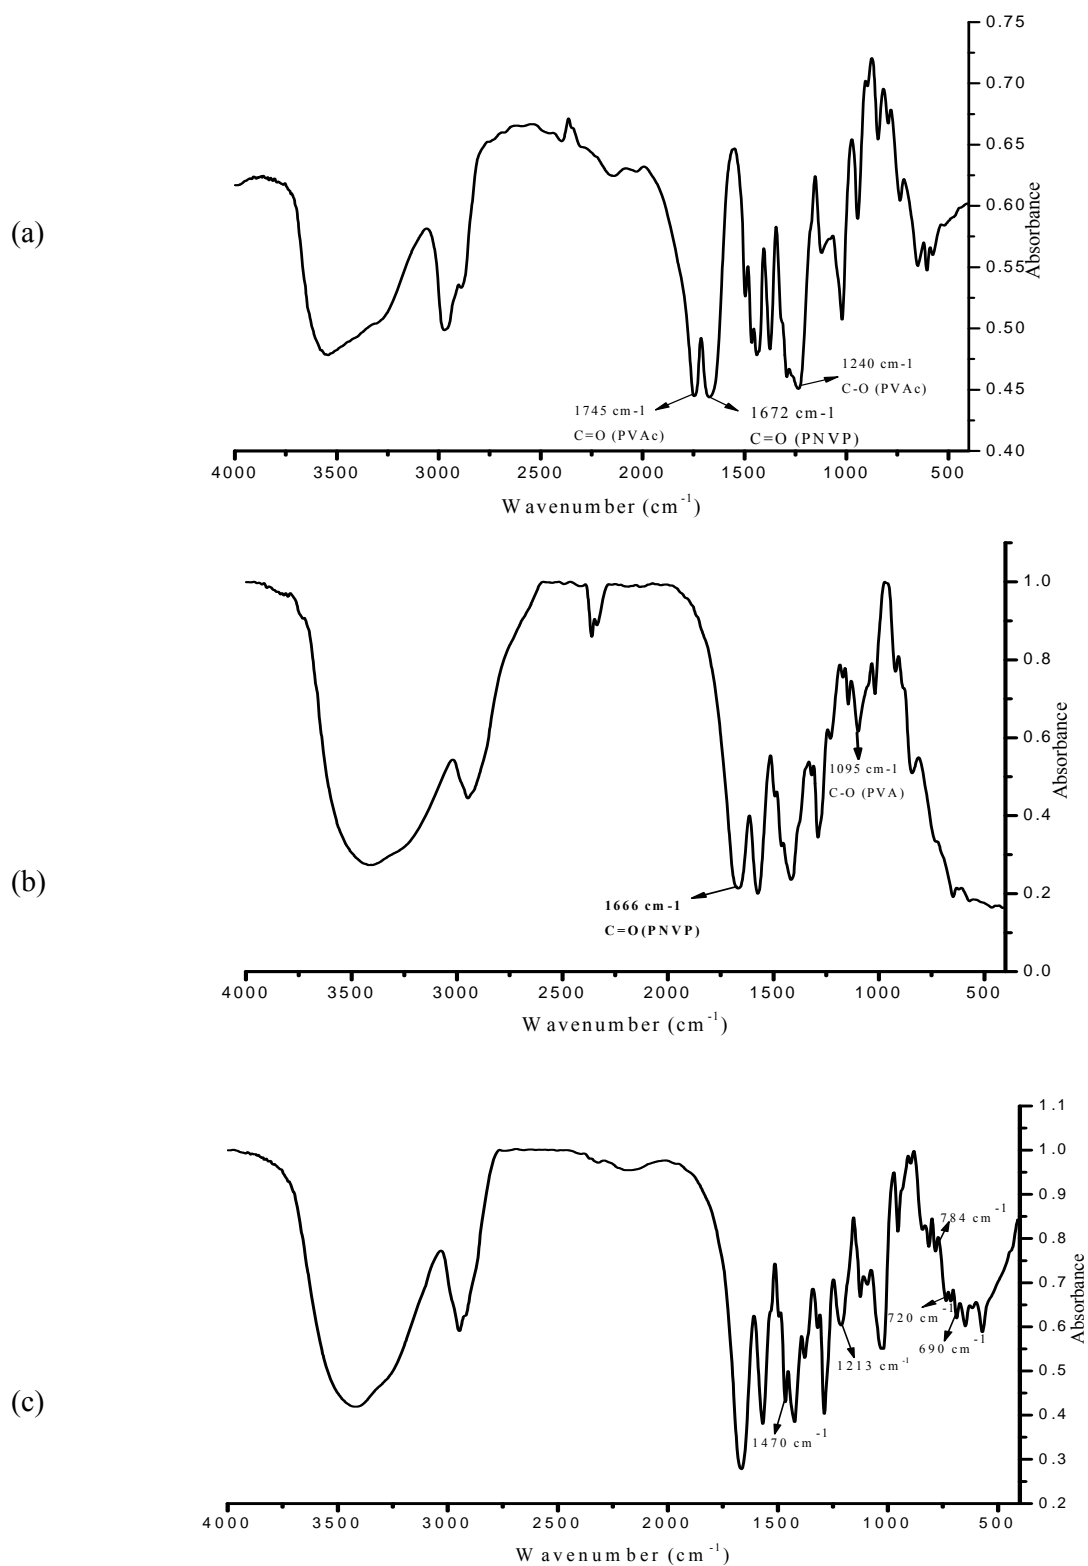 (a)
0.75
0.70
0.65
0.60
0.55
0.50
0.45
0.40
Absorbance
1240 cm-1
C-O (PVAc)
1745 cm-1
C=O (PVAc)
1672 cm-1
C=O (PNVP)
4000 3500 3000 2500 2000 1500 1000 500
Wavenumber (cm-1)
(b)
1.0
0.8
0.6
0.4
0.2
0.0
Absorbance
1095 cm-1
C-O (PVA)
1666 cm-1
C=O(PNVP)
4000 3500 3000 2500 2000 1500 1000 500
Wavenumber (cm-1)
(c)
1.1
1.0
0.9
0.8
0.7
0.6
0.5
0.4
0.3
0.2
Absorbance
784 cm-1
720 cm-1
690 cm-1
1213 cm-1
1470 cm-1
4000 3500 3000 2500 2000 1500 1000 500
Wavenumber (cm-1)